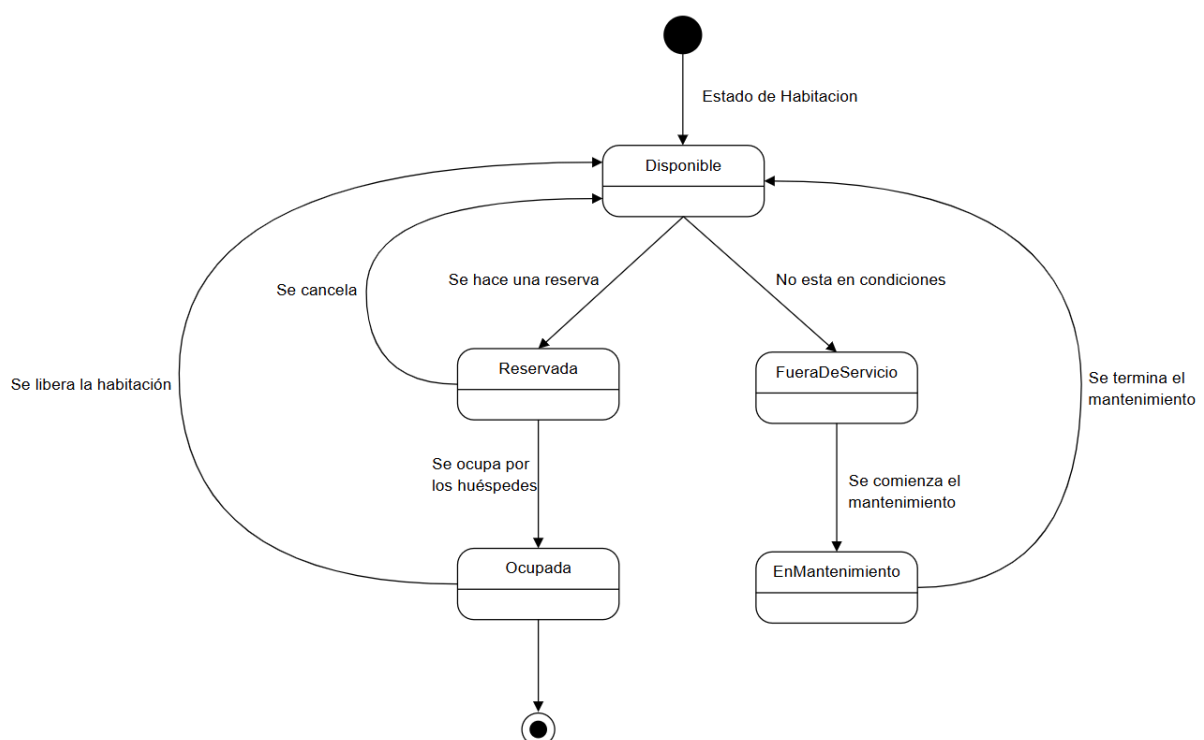 Estado de Habitacion
Disponible
Se hace una reserva
No esta en condiciones
Se cancela
Reservada
FueraDeServicio
Se libera la habitación
Se termina el
mantenimiento
Se ocupa por
los huéspedes
Se comienza el
mantenimiento
Ocupada
EnMantenimiento